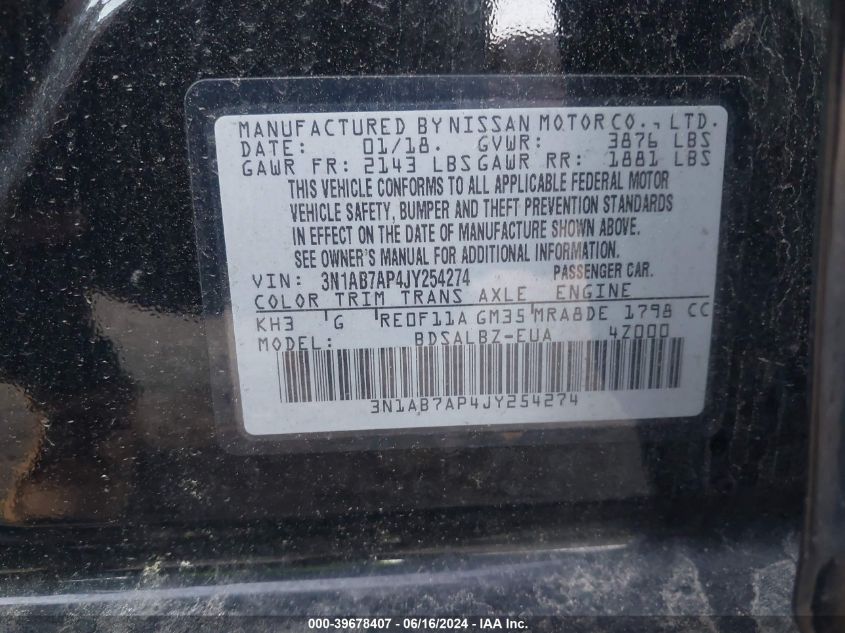 MANUFACTURED BY NISSAN MOTOR CO., LTD.
DATE: 01/18. GVWR: 3876 LBS
GAWR FR: 2143 LBS GAWR RR: 1881 LBS
THIS VEHICLE CONFORMS TO ALL APPLICABLE FEDERAL MOTOR
VEHICLE SAFETY, BUMPER AND THEFT PREVENTION STANDARDS
IN EFFECT ON THE DATE OF MANUFACTURE SHOWN ABOVE.
SEE OWNER'S MANUAL FOR ADDITIONAL INFORMATION.
VIN: 3N1AB7AP4JY254274 PASSENGER CAR.
COLOR TRIM TRANS AXLE ENGINE
KH3 G RE0F11A GM35 MRA8DE 1798 CC
MODEL: BDSALBZ-EUA 4Z000
3N1AB7AP4JY254274
000-39678407 - 06/16/2024 - IAAI.com